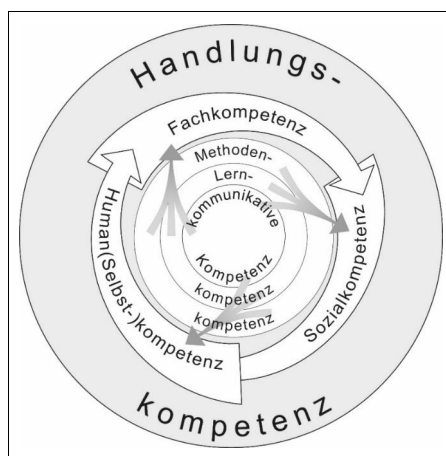 Handlungs-
Fachkompetenz
Methoden-
Lern-
kommunikative
Kompetenz
kompetenz
kompetenz
Sozialkompetenz
Human(Selbst-)kompetenz
kompetenz